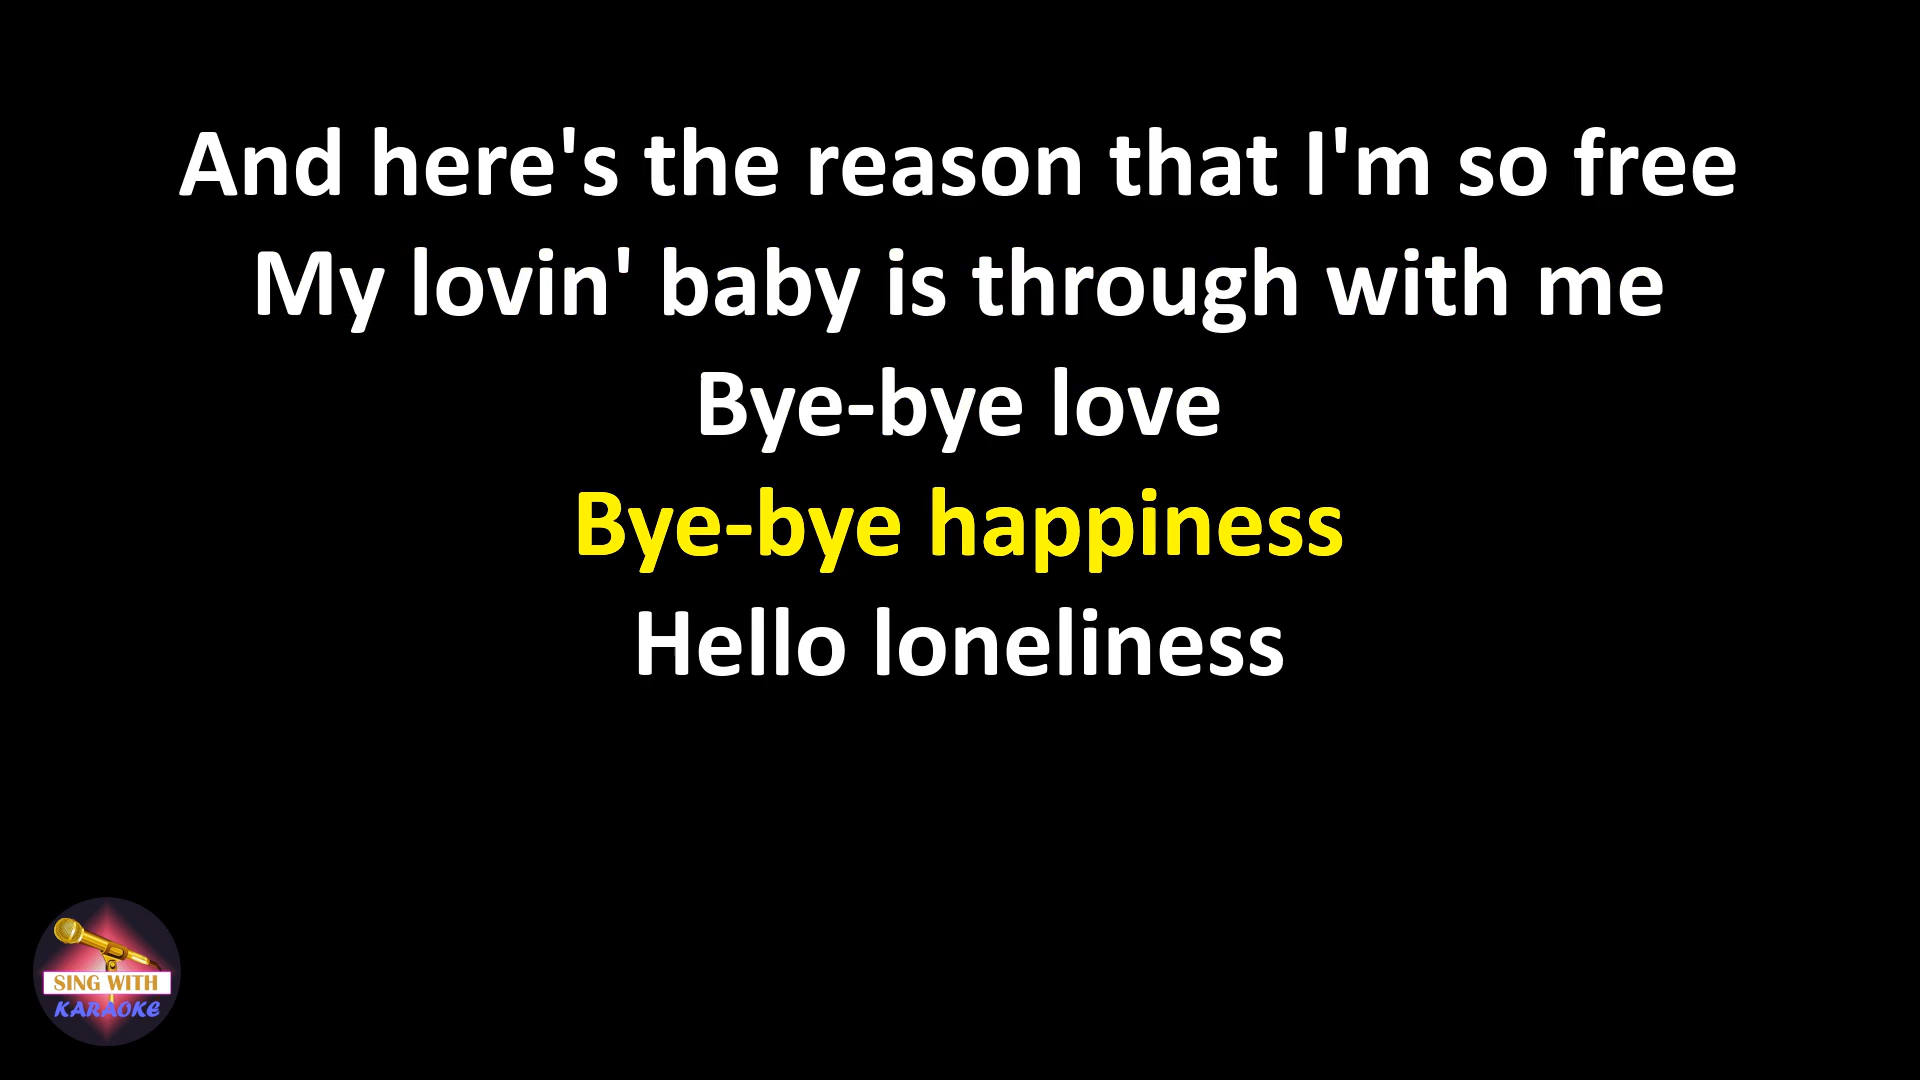 And here's the reason that I'm so free
My lovin' baby is through with me
Bye-bye love
Bye-bye happiness
Hello loneliness
SING WITH
KARAOKE